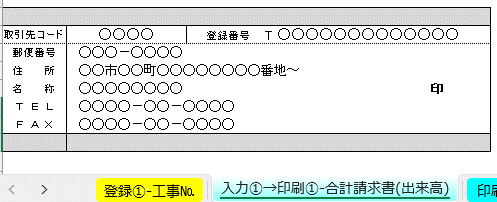 取引先コード 〇〇〇〇 登録番号 T〇〇〇〇〇〇〇〇〇〇〇〇〇
郵便番号 〇〇〇－〇〇〇〇
住所 〇〇市〇〇町〇〇〇〇〇〇〇〇番地～
名称 〇〇〇〇〇〇〇〇 印
ＴＥＬ 〇〇〇〇－〇〇－〇〇〇〇
ＦＡＸ 〇〇〇〇－〇〇－〇〇〇〇
登録①-工事№ 入力①→印刷①-合計請求書(出来高) 印刷